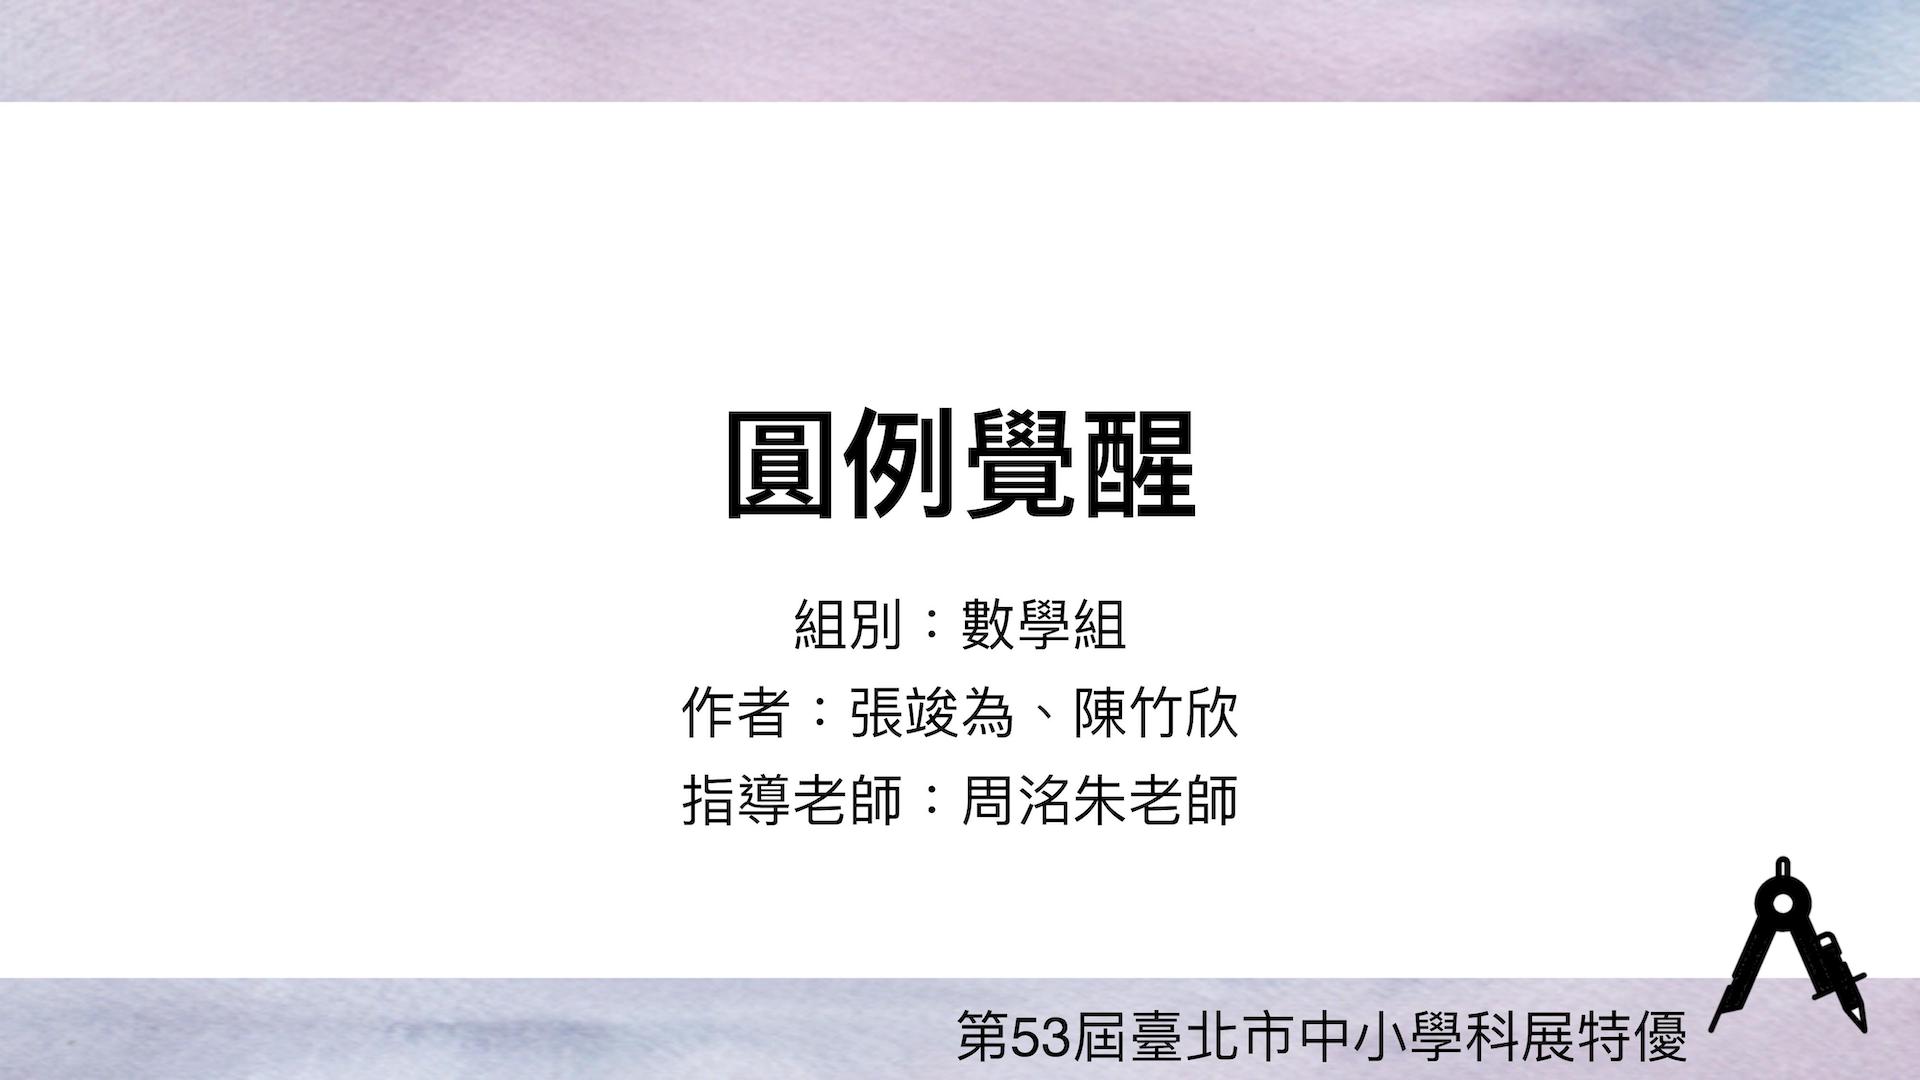 圓例覺醒
組別：數學組
作者：張竣為、陳竹欣
指導老師：周洺朱老師
第53屆臺北市中小學科展特優